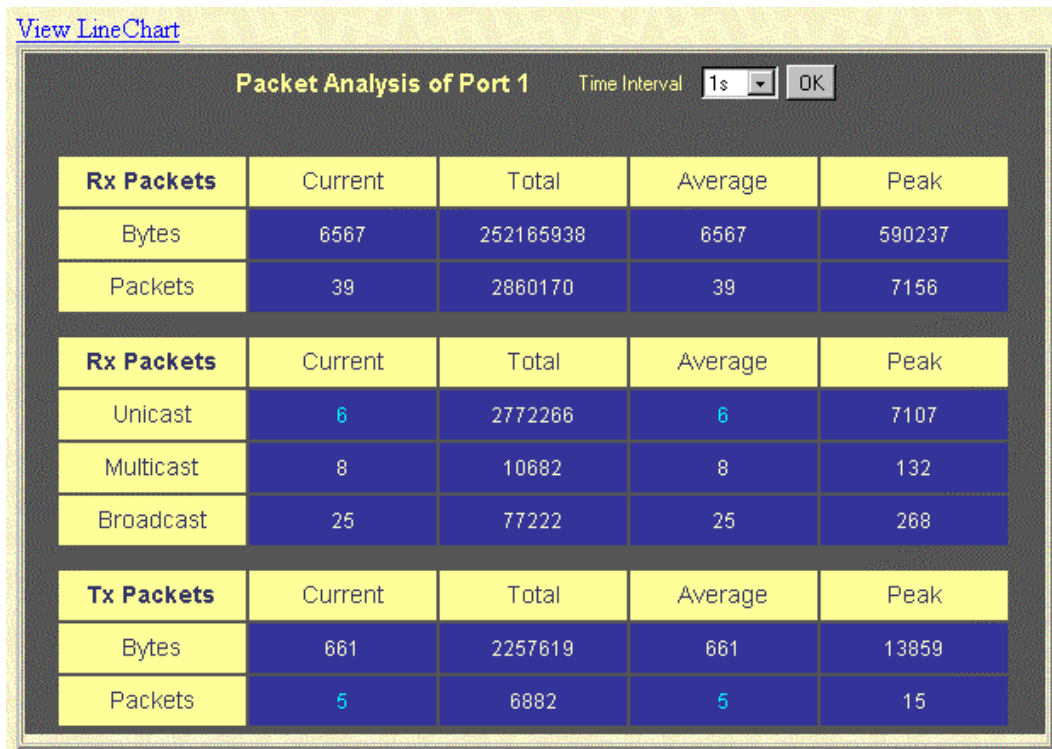 View LineChart
Packet Analysis of Port 1 Time Interval 1s OK
Rx Packets Current Total Average Peak
Bytes 6567 252165938 6567 590237
Packets 39 2860170 39 7156
Rx Packets Current Total Average Peak
Unicast 6 2772266 6 7107
Multicast 8 10682 8 132
Broadcast 25 77222 25 268
Tx Packets Current Total Average Peak
Bytes 661 2257619 661 13859
Packets 5 6882 5 15